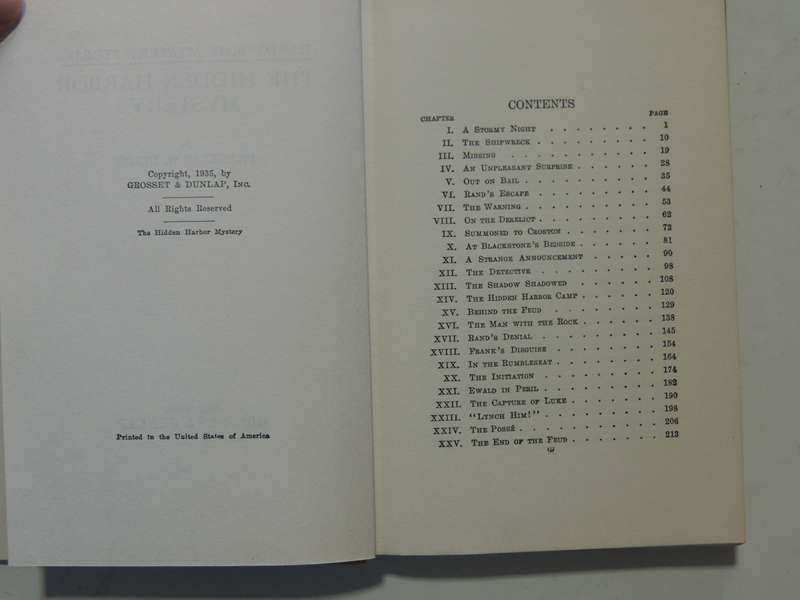 Copyright, 1935, by
GROSSET & DUNLAP, Inc.
All Rights Reserved
The Hidden Harbor Mystery
Printed in the United States of America
CONTENTS
CHAPTER PAGE
I. A Stormy Night . . . . . . . . 1
II. The Shipwreck . . . . . . . . . 10
III. Missing . . . . . . . . . . 19
IV. An Unpleasant Surprise . . . . . . 28
V. Out on Bail . . . . . . . . . . 35
VI. Rand's Escape . . . . . . . . . 44
VII. The Warning . . . . . . . . . . 53
VIII. On the Derelict . . . . . . . . . 62
IX. Summoned to Croston . . . . . . . 72
X. At Blackstone's Bedside . . . . . . 81
XI. A Strange Announcement . . . . . 90
XII. The Detective . . . . . . . . . 98
XIII. The Shadow Shadowed . . . . . . 108
XIV. The Hidden Harbor Camp . . . . . . 120
XV. Behind the Feud . . . . . . . . 129
XVI. The Man with the Rock . . . . . . 138
XVII. Rand's Denial . . . . . . . . . 145
XVIII. Frank's Disguise . . . . . . . . 154
XIX. In the Rumbleseat . . . . . . . . 164
XX. The Initiation . . . . . . . . . 174
XXI. Ewald in Peril . . . . . . . . . 182
XXII. The Capture of Luke . . . . . . . 190
XXIII. "Lynch Him!" . . . . . . . . . 198
XXIV. The Possé . . . . . . . . . . . 206
XXV. The End of the Feud . . . . . . . 213